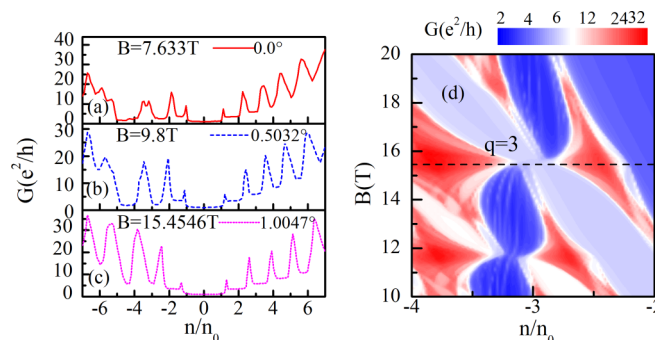 G(e²/h)
2 4 6 12 2432
40
30
20
10
0
B=7.633T 0.0°
(a)
30
20
10
0
B=9.8T 0.5032°
(b)
30
20
10
0
B=15.4546T 1.0047°
(c)
G(e²/h)
-6 -4 -2 0 2 4 6
n/n₀
20
18
16
14
12
10
B(T)
(d)
q=3
-4 -3 -2
n/n₀